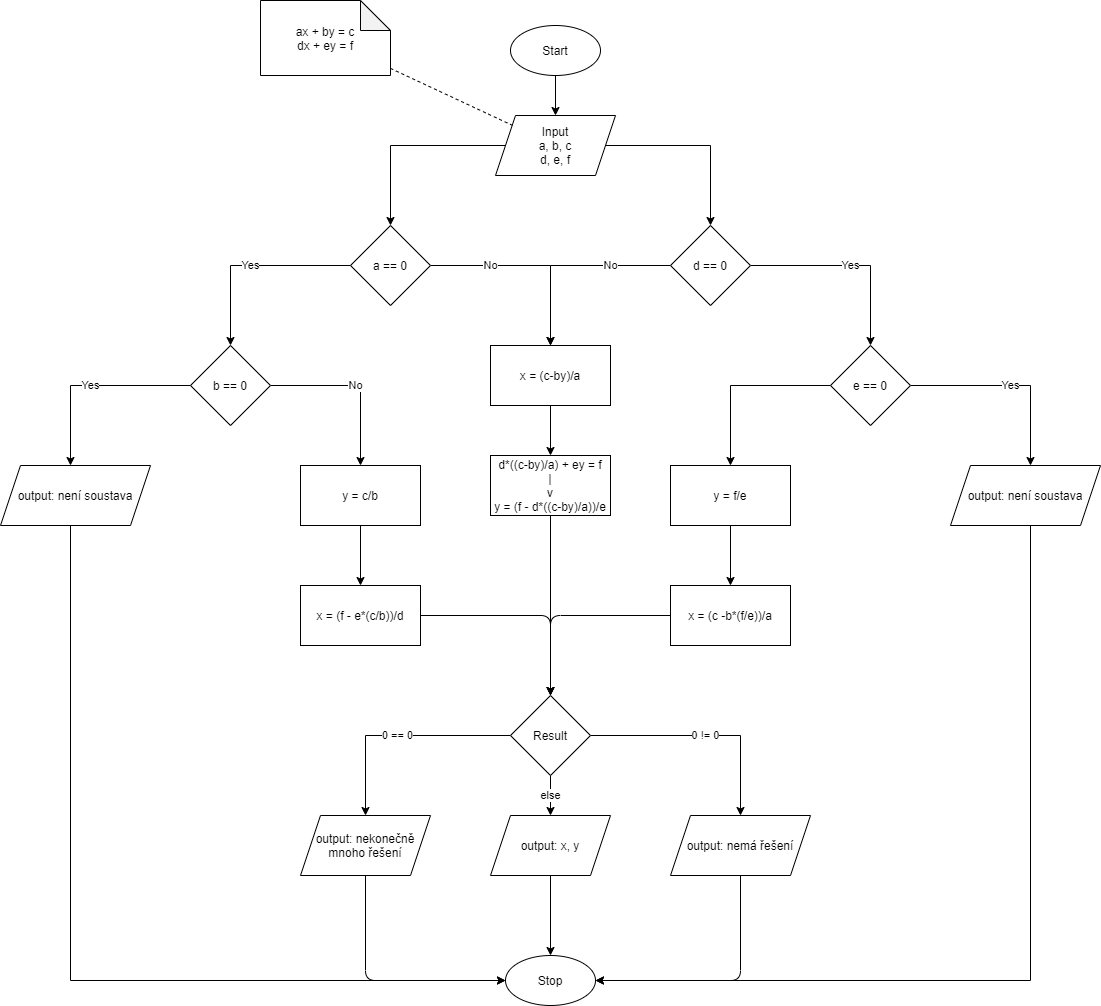 ax + by = c
dx + ey = f
Start
Input
a, b, c
d, e, f
a == 0
d == 0
Yes
No
No
Yes
b == 0
x = (c-by)/a
e == 0
Yes
No
Yes
output: není soustava
y = c/b
d*((c-by)/a) + ey = f
|
v
y = (f - d*((c-by)/a))/e
y = f/e
output: není soustava
x = (f - e*(c/b))/d
x = (c -b*(f/e))/a
Result
0 == 0
0 != 0
else
output: nekonečně
mnoho řešení
output: x, y
output: nemá řešení
Stop